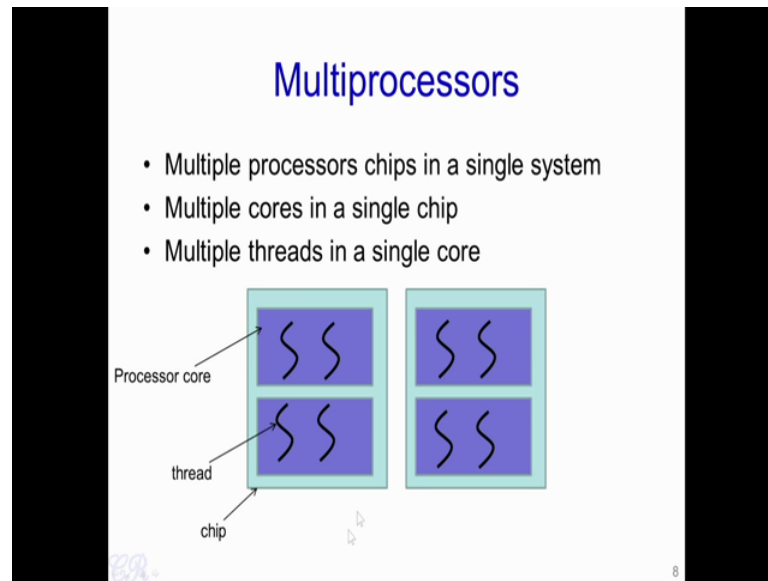 Multiprocessors
• Multiple processors chips in a single system
• Multiple cores in a single chip
• Multiple threads in a single core
Processor core
thread
chip
8